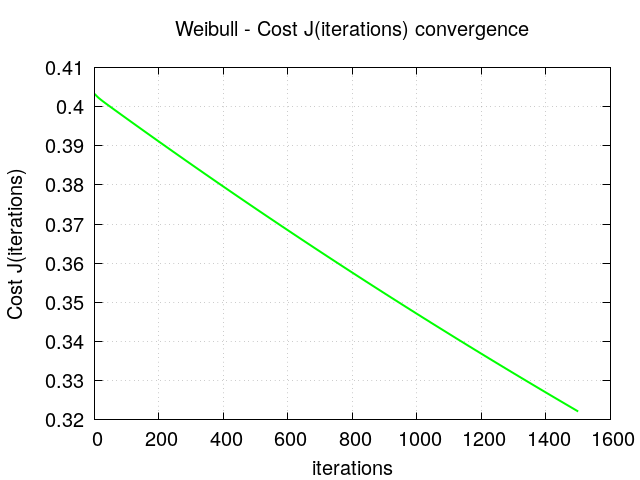 Weibull - Cost J(iterations) convergence
0.41
0.4
0.39
0.38
0.37
0.36
0.35
0.34
0.33
0.32
Cost J(iterations)
0 200 400 600 800 1000 1200 1400 1600
iterations